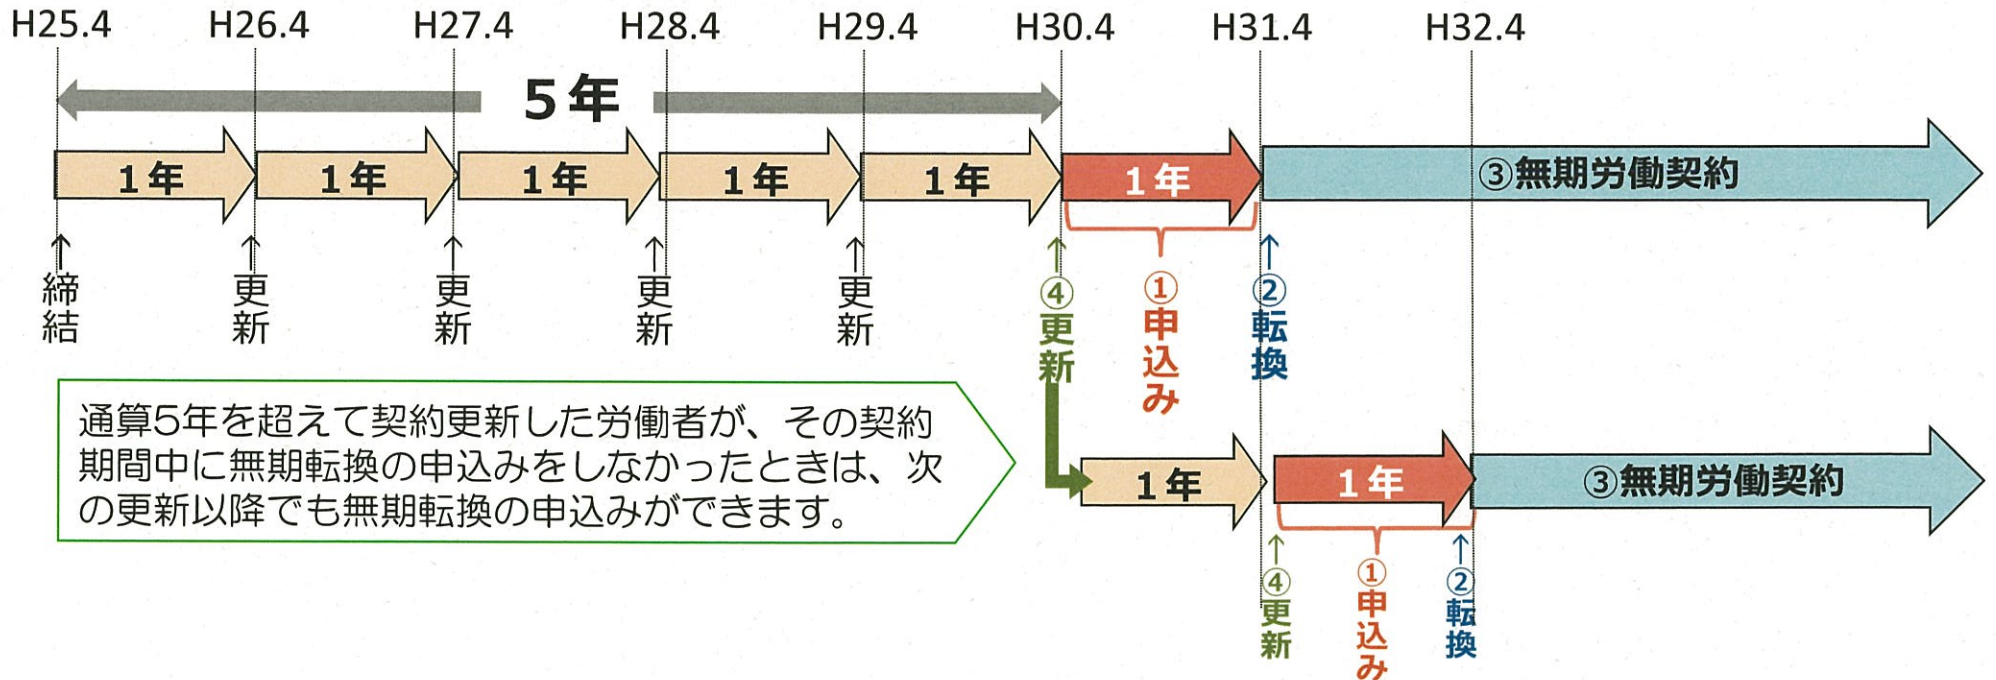 H25.4 H26.4 H27.4 H28.4 H29.4 H30.4 H31.4 H32.4
5年
1年 1年 1年 1年 1年 1年 ③無期労働契約
↑締結
↑更新
↑更新
↑更新
↑更新
↑④更新
①申込み
↑②転換
通算5年を超えて契約更新した労働者が、その契約
期間中に無期転換の申込みをしなかったときは、次
の更新以降でも無期転換の申込みができます。
1年 1年 ③無期労働契約
↑④更新
①申込み
↑②転換